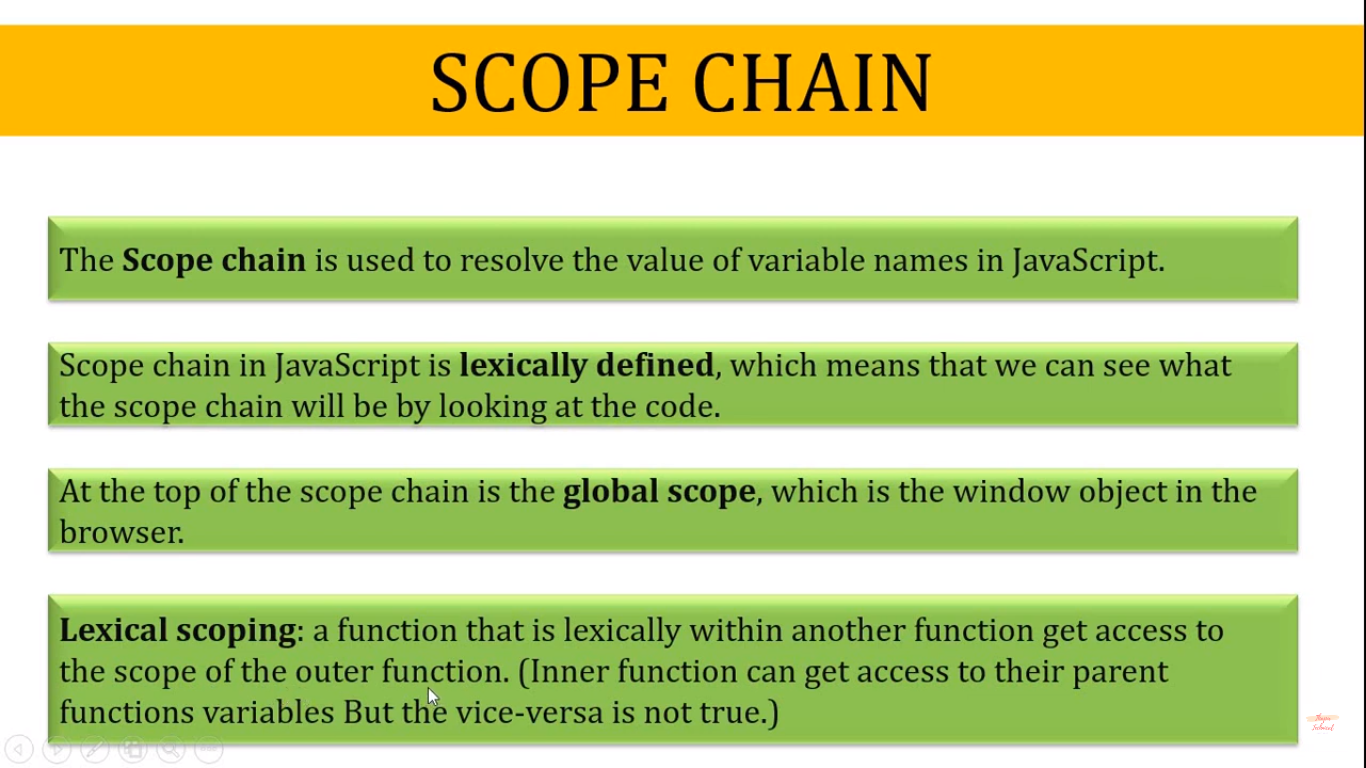 SCOPE CHAIN
The Scope chain is used to resolve the value of variable names in JavaScript.
Scope chain in JavaScript is lexically defined, which means that we can see what
the scope chain will be by looking at the code.
At the top of the scope chain is the global scope, which is the window object in the
browser.
Lexical scoping: a function that is lexically within another function get access to
the scope of the outer function. (Inner function can get access to their parent
functions variables But the vice-versa is not true.)